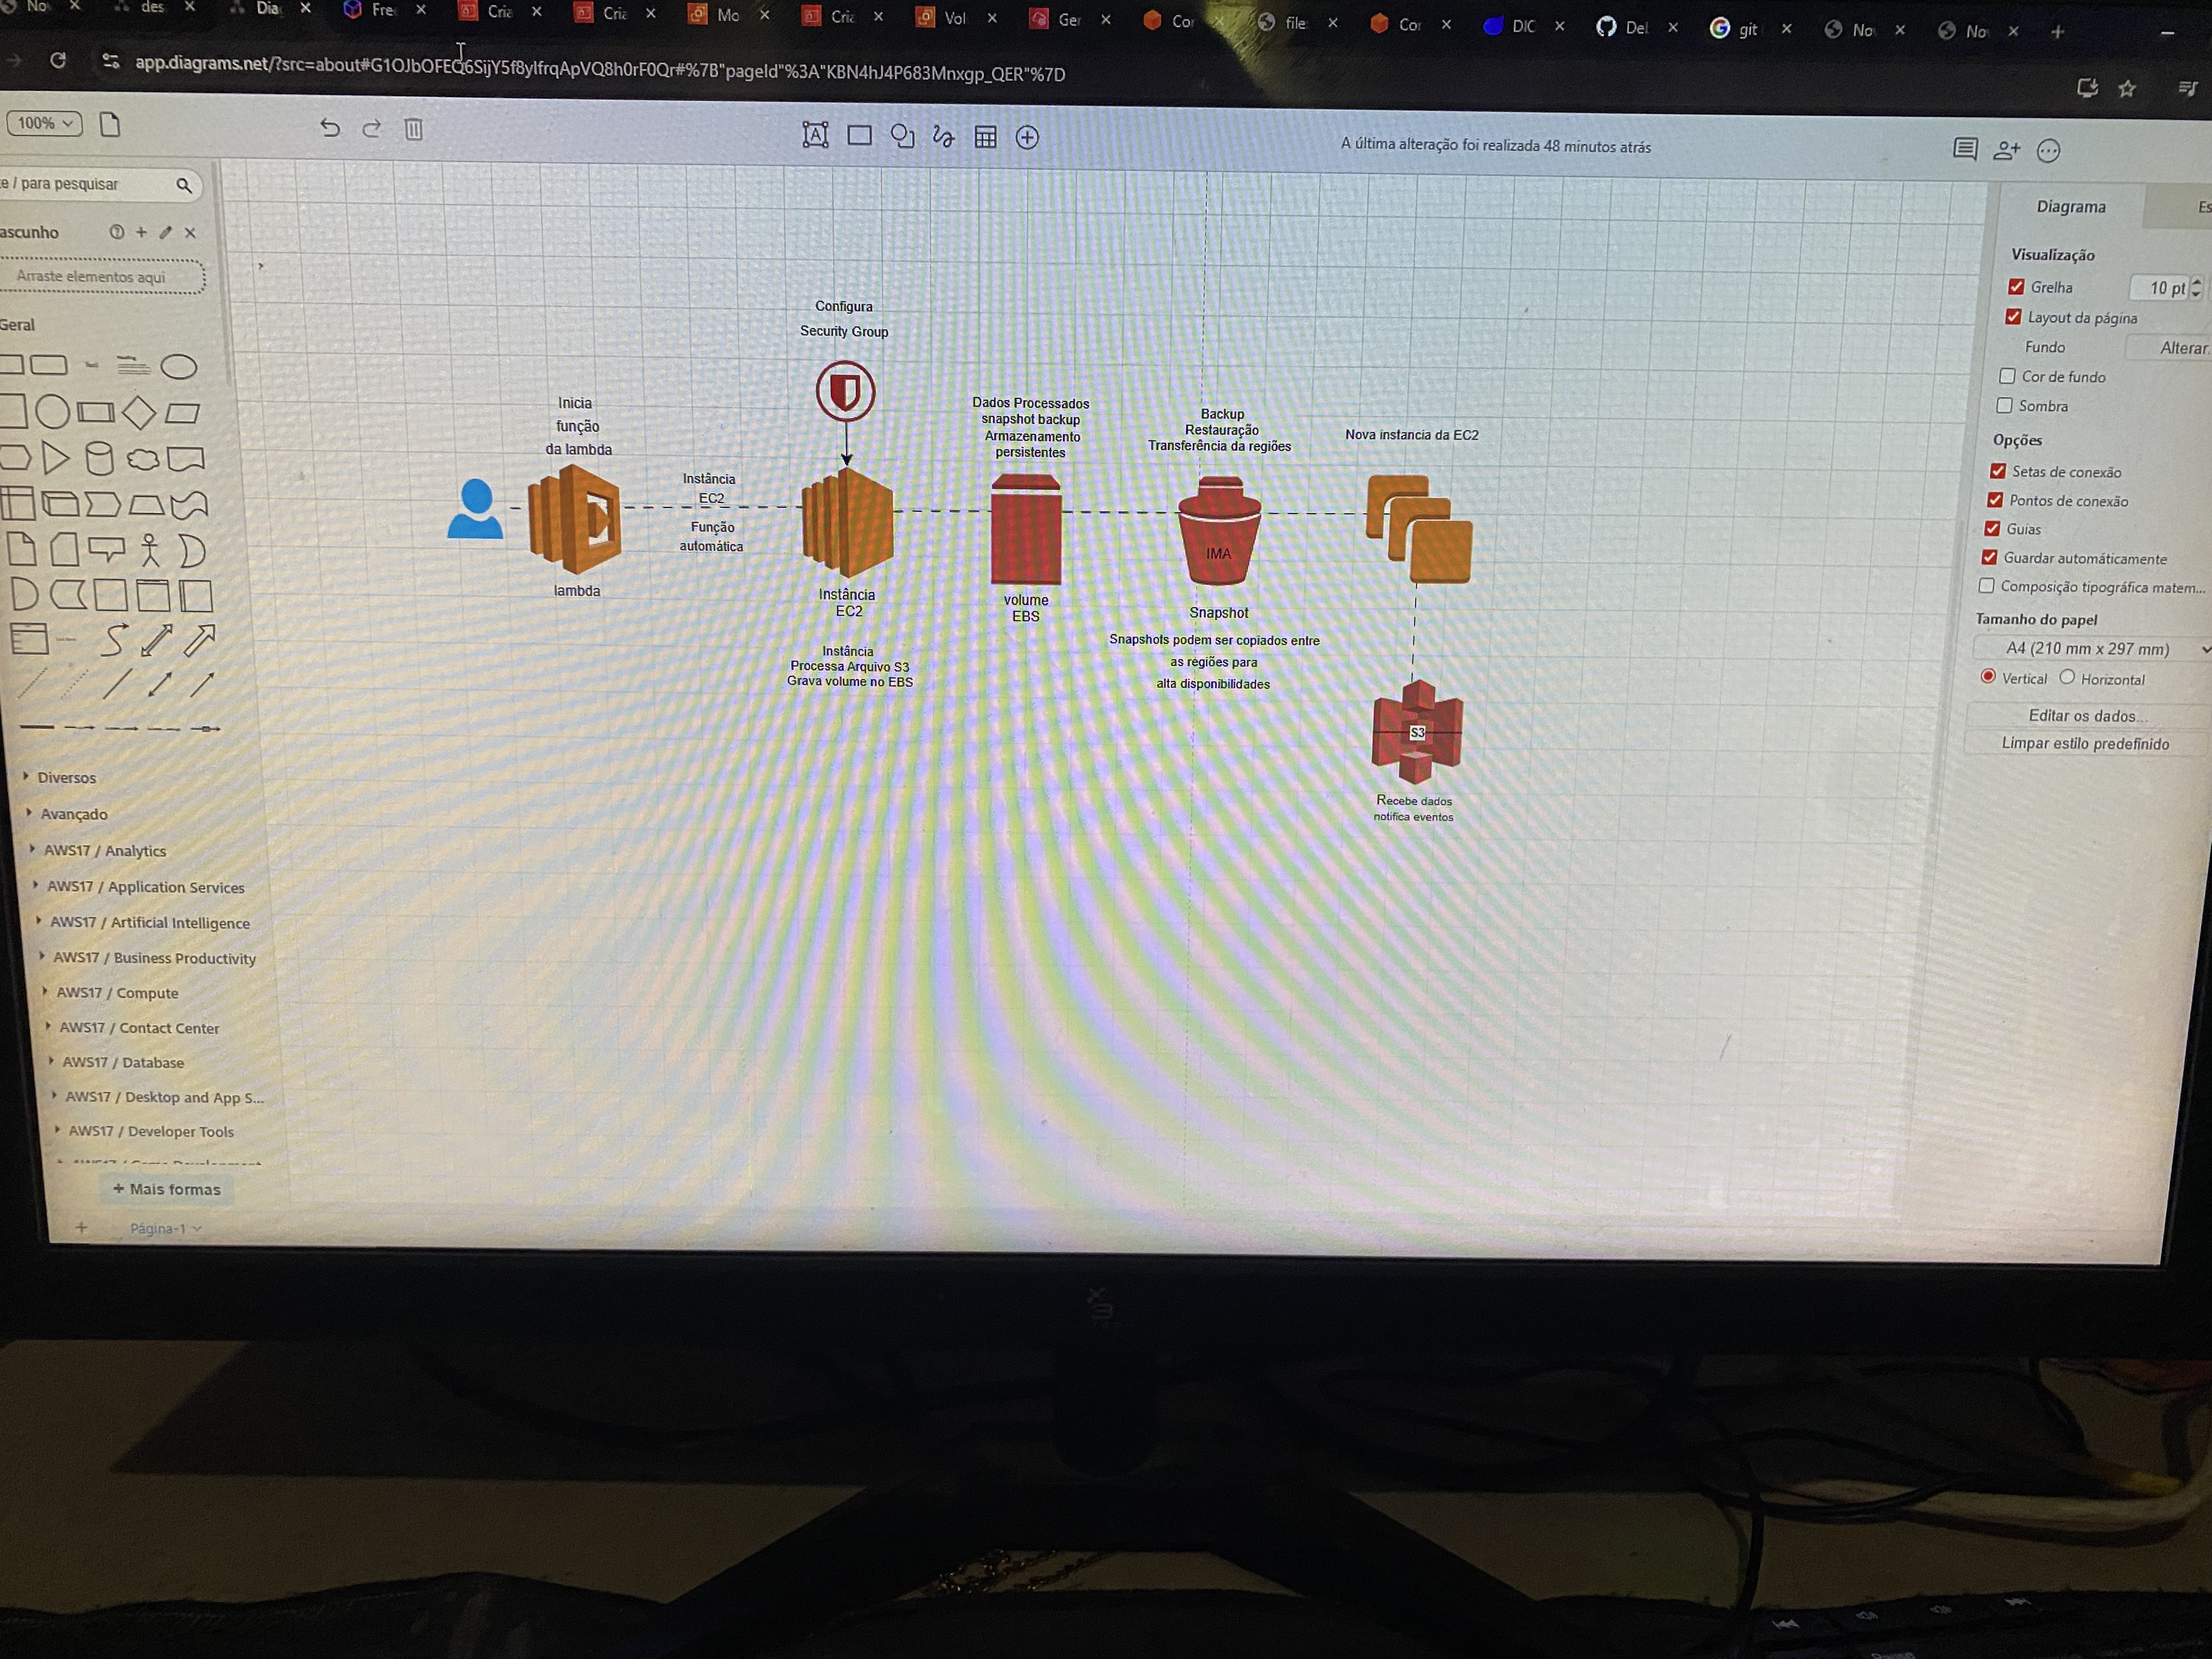 No
des
Dia
Fre
Cria
Cria
Mo
Cria
Vol
Ger
Cor
file:
Cor
DIC
Del
git
No
No
app.diagrams.net/?src=about#G1OJbOFEQ6SijY5f8ylfrqApVQ8h0rF0Qr#%7B"pageId"%3A"KBN4hJ4P683Mnxgp_QER"%7D
100%
A última alteração foi realizada 48 minutos atrás
e / para pesquisar
ascunho
Arraste elementos aqui
Geral
Diversos
Avançado
AWS17 / Analytics
AWS17 / Application Services
AWS17 / Artificial Intelligence
AWS17 / Business Productivity
AWS17 / Compute
AWS17 / Contact Center
AWS17 / Database
AWS17 / Desktop and App S...
AWS17 / Developer Tools
+ Mais formas
Página-1
Configura
Security Group
Inicia
função
da lambda
lambda
Instância
EC2
Função
automática
Instância
EC2
Instância
Processa Arquivo S3
Grava volume no EBS
Dados Processados
snapshot backup
Armazenamento
persistentes
volume
EBS
Backup
Restauração
Transferência da regiões
IMA
Snapshot
Snapshots podem ser copiados entre
as regiões para
alta disponibilidades
Nova instancia da EC2
S3
Recebe dados
notifica eventos
Diagrama
Es
Visualização
Grelha
10 pt
Layout da página
Fundo
Alterar
Cor de fundo
Sombra
Opções
Setas de conexão
Pontos de conexão
Guias
Guardar automáticamente
Composição tipográfica matem...
Tamanho do papel
A4 (210 mm x 297 mm)
Vertical
Horizontal
Editar os dados...
Limpar estilo predefinido